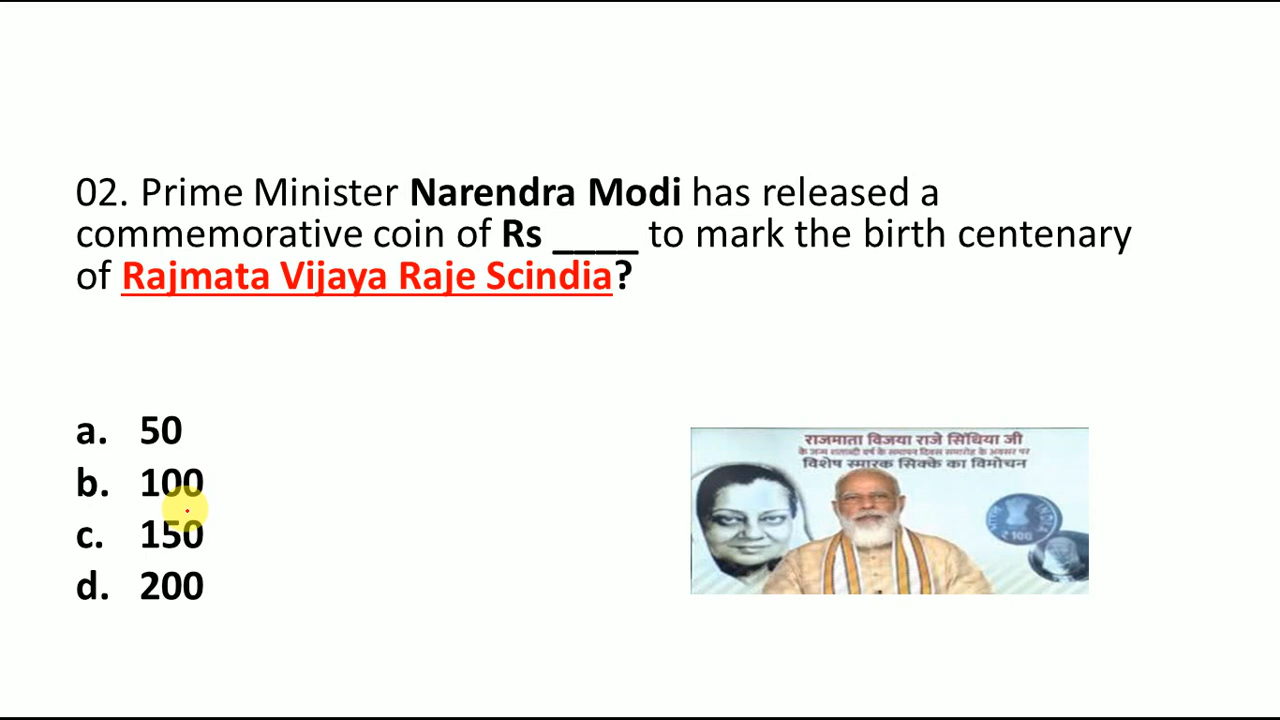 02. Prime Minister Narendra Modi has released a
commemorative coin of Rs ____ to mark the birth centenary
of Rajmata Vijaya Raje Scindia?
a. 50
b. 100
c. 150
d. 200
राजमाता विजया राजे सिंधिया जी
के जन्म शताब्दी वर्ष के समापन दिवस समारोह के अवसर पर
विशेष स्मारक सिक्के का विमोचन
₹100